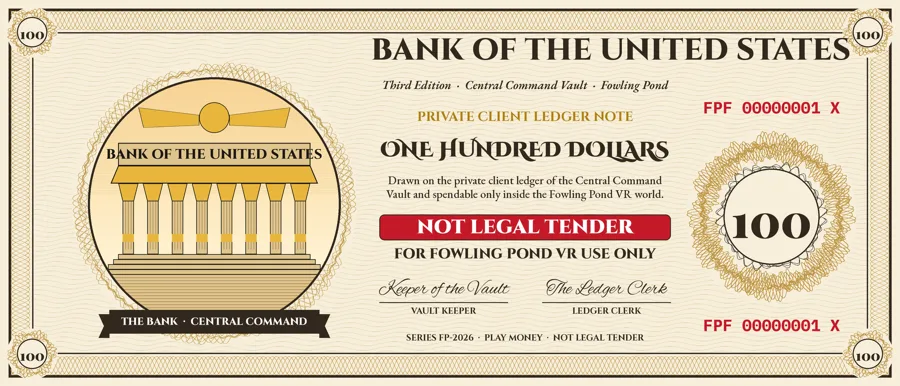 100
100
BANK OF THE UNITED STATES
Third Edition · Central Command Vault · Fowling Pond
FPF 00000001 X
PRIVATE CLIENT LEDGER NOTE
ONE HUNDRED DOLLARS
BANK OF THE UNITED STATES
Drawn on the private client ledger of the Central Command
Vault and spendable only inside the Fowling Pond VR world.
100
NOT LEGAL TENDER
FOR FOWLING POND VR USE ONLY
Keeper of the Vault
The Ledger Clerk
VAULT KEEPER
LEDGER CLERK
THE BANK · CENTRAL COMMAND
FPF 00000001 X
SERIES FP-2026 · PLAY MONEY · NOT LEGAL TENDER
100
100